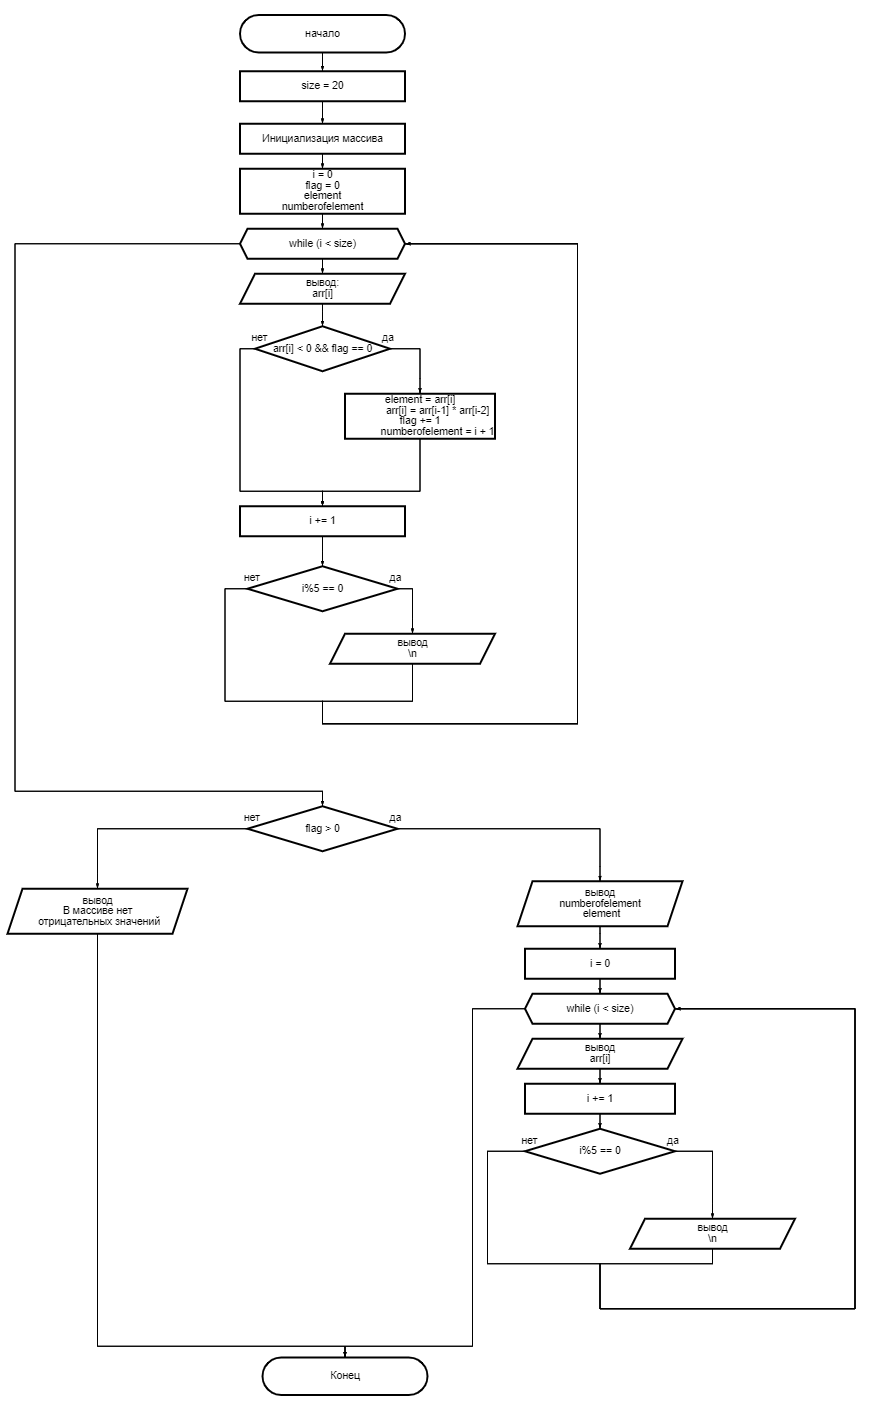 начало
size = 20
Инициализация массива
i = 0
flag = 0
element
numberofelement
while (i < size)
вывод:
arr[i]
нет
да
arr[i] < 0 && flag == 0
element = arr[i]
arr[i] = arr[i-1] * arr[i-2]
flag += 1
numberofelement = i + 1
i += 1
нет
да
i%5 == 0
вывод
\n
нет
да
flag > 0
вывод
В массиве нет
отрицательных значений
вывод
numberofelement
element
i = 0
while (i < size)
вывод
arr[i]
i += 1
нет
да
i%5 == 0
вывод
\n
Конец